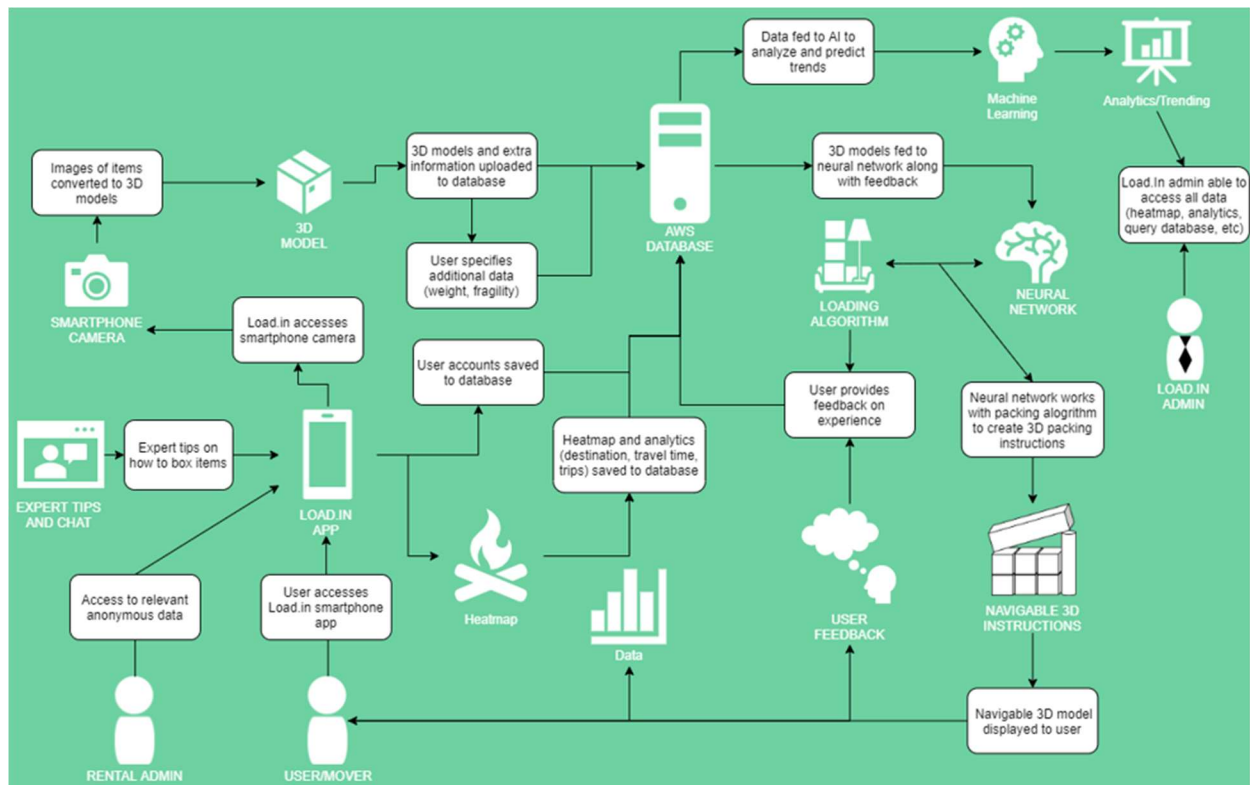 Data fed to AI to
analyze and predict
trends
Machine
Learning
Analytics/Trending
Images of items
converted to 3D
models
3D
MODEL
3D models and extra
information uploaded
to database
AWS
DATABASE
3D models fed to
neural network along
with feedback
Load.In admin able to
access all data
(heatmap, analytics,
query database, etc)
User specifies
additional data
(weight, fragility)
SMARTPHONE
CAMERA
Load.in accesses
smartphone camera
LOADING
ALGORITHM
NEURAL
NETWORK
LOAD.IN
ADMIN
User accounts saved
to database
User provides
feedback on
experience
Neural network works
with packing alogrithm
to create 3D packing
instructions
EXPERT TIPS
AND CHAT
Expert tips on
how to box items
LOAD.IN
APP
Heatmap and analytics
(destination, travel time,
trips) saved to database
Heatmap
Access to relevant
anonymous data
User accesses
Load.in smartphone
app
Data
USER
FEEDBACK
NAVIGABLE 3D
INSTRUCTIONS
Navigable 3D model
displayed to user
RENTAL ADMIN
USER/MOVER